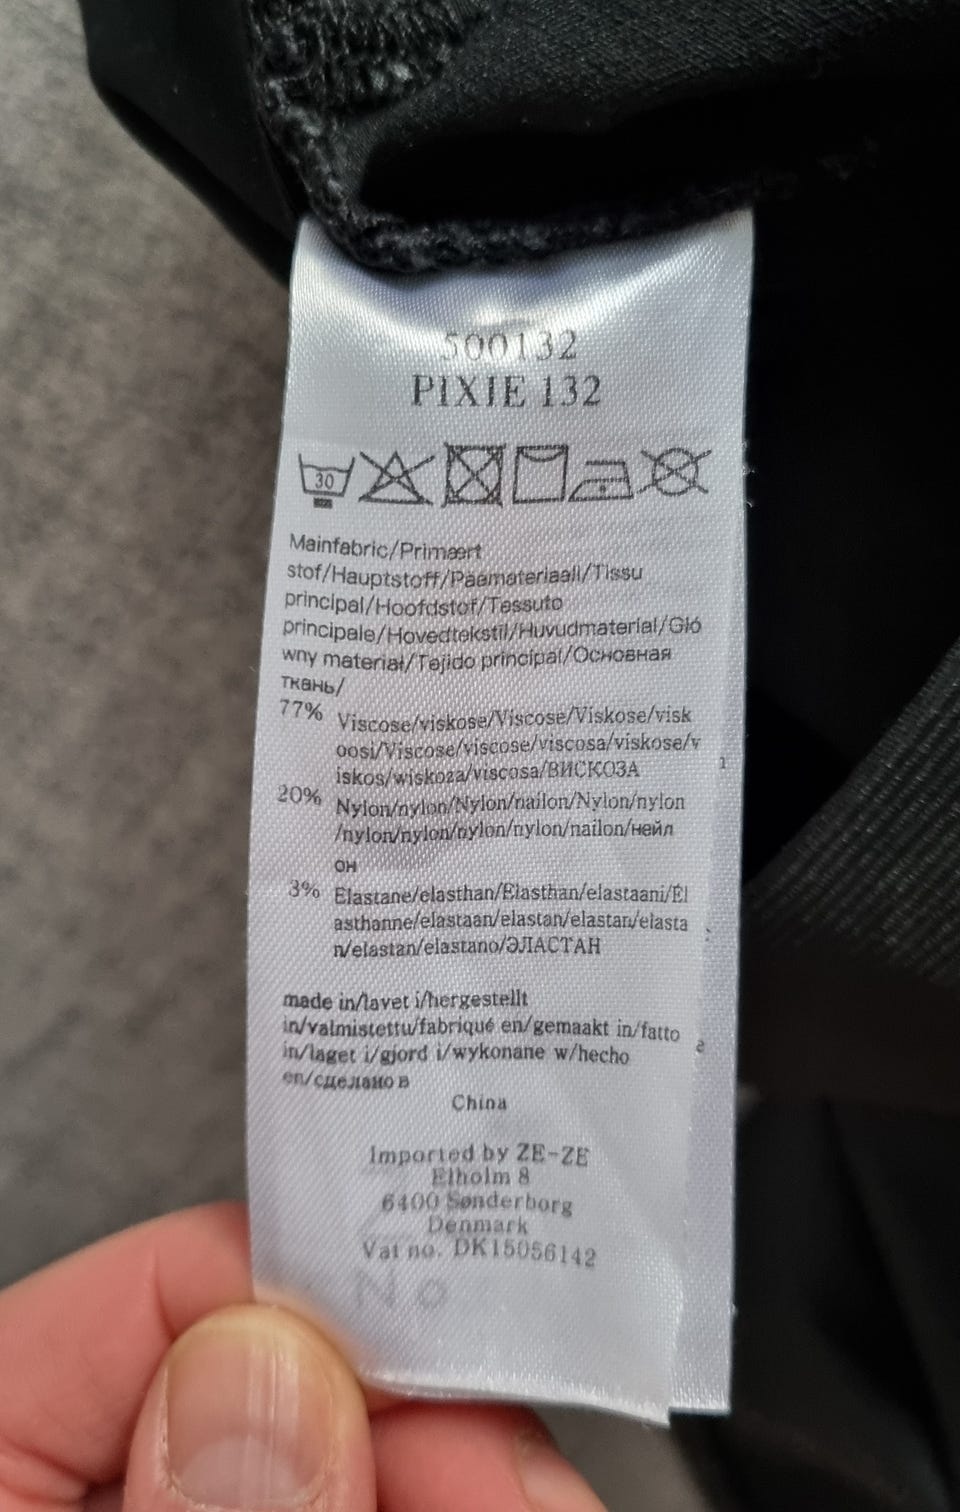 500132
PIXIE 132
30
Mainfabric/Primært
stof/Hauptstoff/Päämateriaali/Tissu
principal/Hoofdstof/Tessuto
principale/Hovedtekstil/Huvudmaterial/Gló
wny materiał/Tejido principal/Основная
ткань/
77% Viscose/viskose/Viscose/Viskose/visk
oosi/Viscose/viscose/viscosa/viskose/v
iskos/wiskoza/viscosa/ВИСКОЗА
20% Nylon/nylon/Nylon/nailon/Nylon/nylon
/nylon/nylon/nylon/nylon/nailon/нейл
он
3% Elastane/elasthan/Elasthan/elastaani/Él
asthanne/elastaan/elastan/elastan/elasta
n/elastan/elastano/ЭЛАСТАН
made in/lavet i/hergestellt
in/valmistettu/fabriqué en/gemaakt in/fatto
in/laget i/gjord i/wykonane w/hecho
en/сделано в
China
Imported by ZE-ZE
Elholm 8
6400 Sønderborg
Denmark
Vat no. DK15056142
No